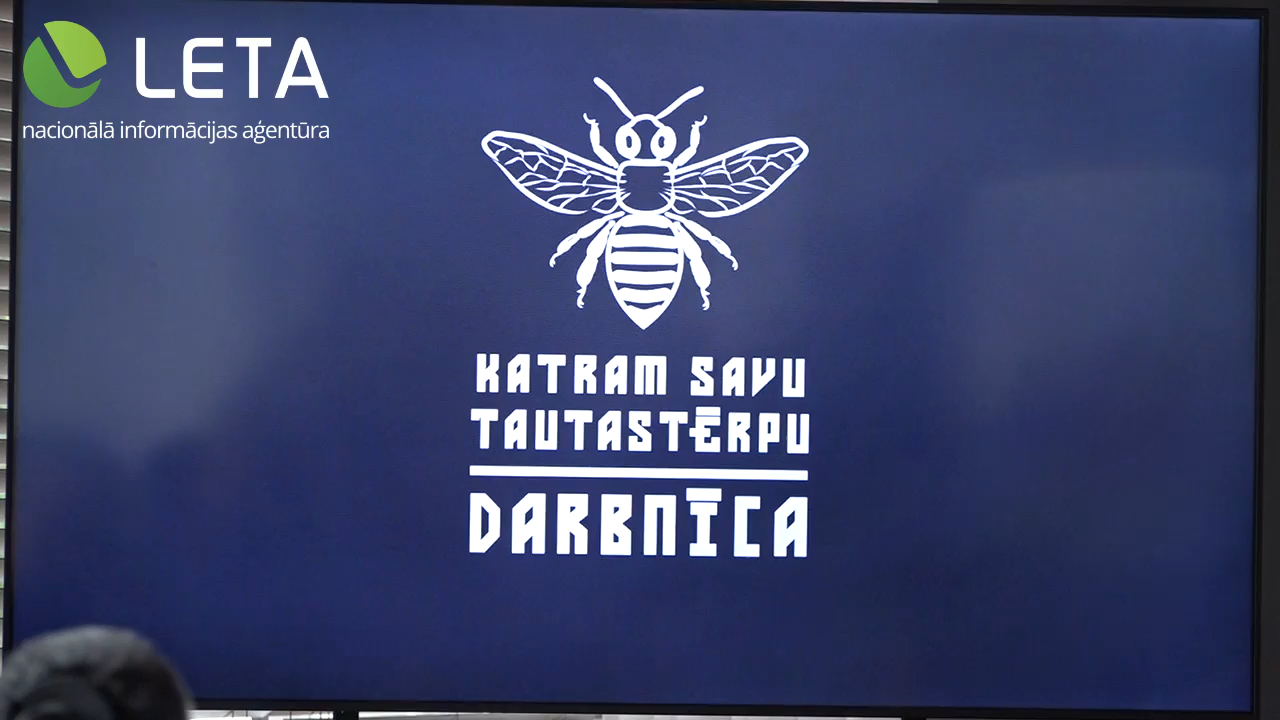 LETA
nacionālā informācijas aģentūra
KATRAM SAVU
TAUTASTĒRPU
DARBNĪCA